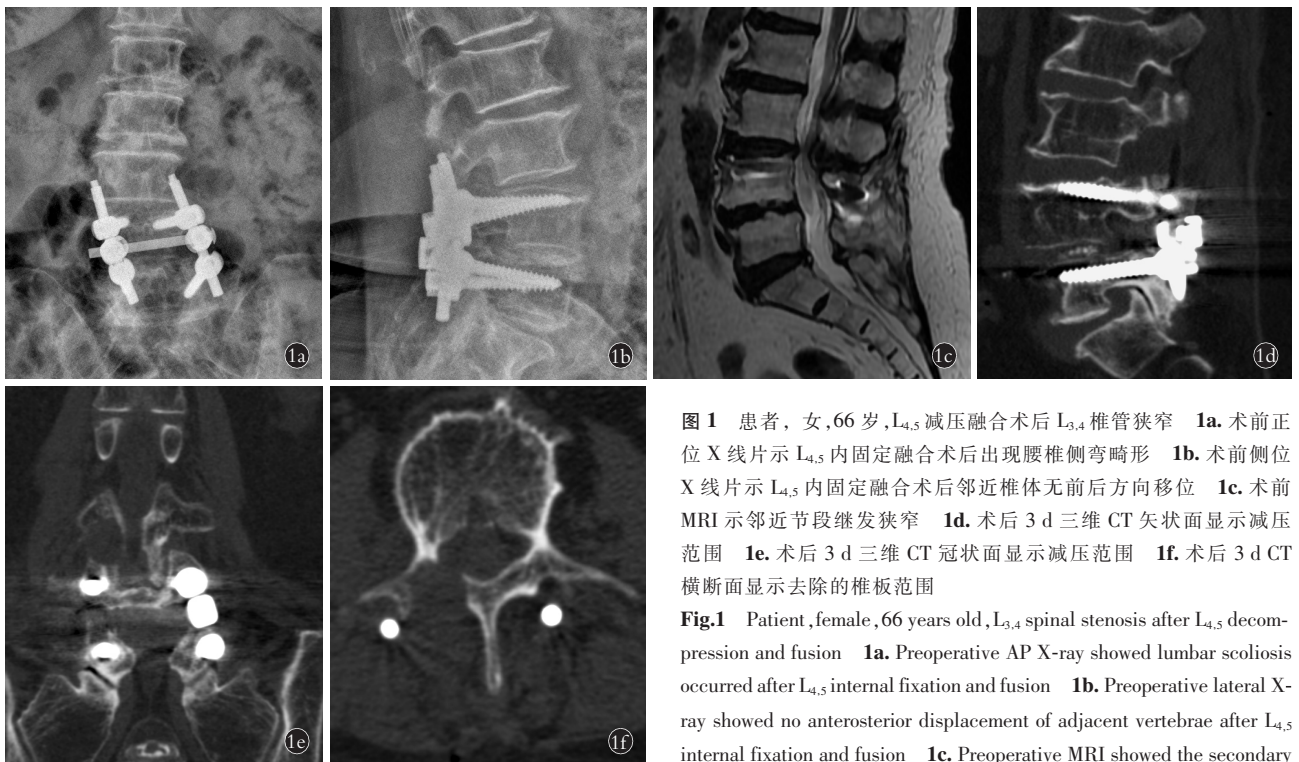 1a
1b
1c
1d
1e
1f
图 1 患者，女，66 岁，L4,5 减压融合术后 L3,4 椎管狭窄 1a. 术前正
位 X 线片示 L4,5 内固定融合术后出现腰椎侧弯畸形 1b. 术前侧位
X 线片示 L4,5 内固定融合术后邻近椎体无前后方向移位 1c. 术前
MRI 示邻近节段继发狭窄 1d. 术后 3 d 三维 CT 矢状面显示减压
范围 1e. 术后 3 d 三维 CT 冠状面显示减压范围 1f. 术后 3 d CT
横断面显示去除的椎板范围
Fig.1 Patient,female,66 years old,L3,4 spinal stenosis after L4,5 decom-
pression and fusion 1a. Preoperative AP X-ray showed lumbar scoliosis
occurred after L4,5 internal fixation and fusion 1b. Preoperative lateral X-
ray showed no anterosterior displacement of adjacent vertebrae after L4,5
internal fixation and fusion 1c. Preoperative MRI showed the secondary